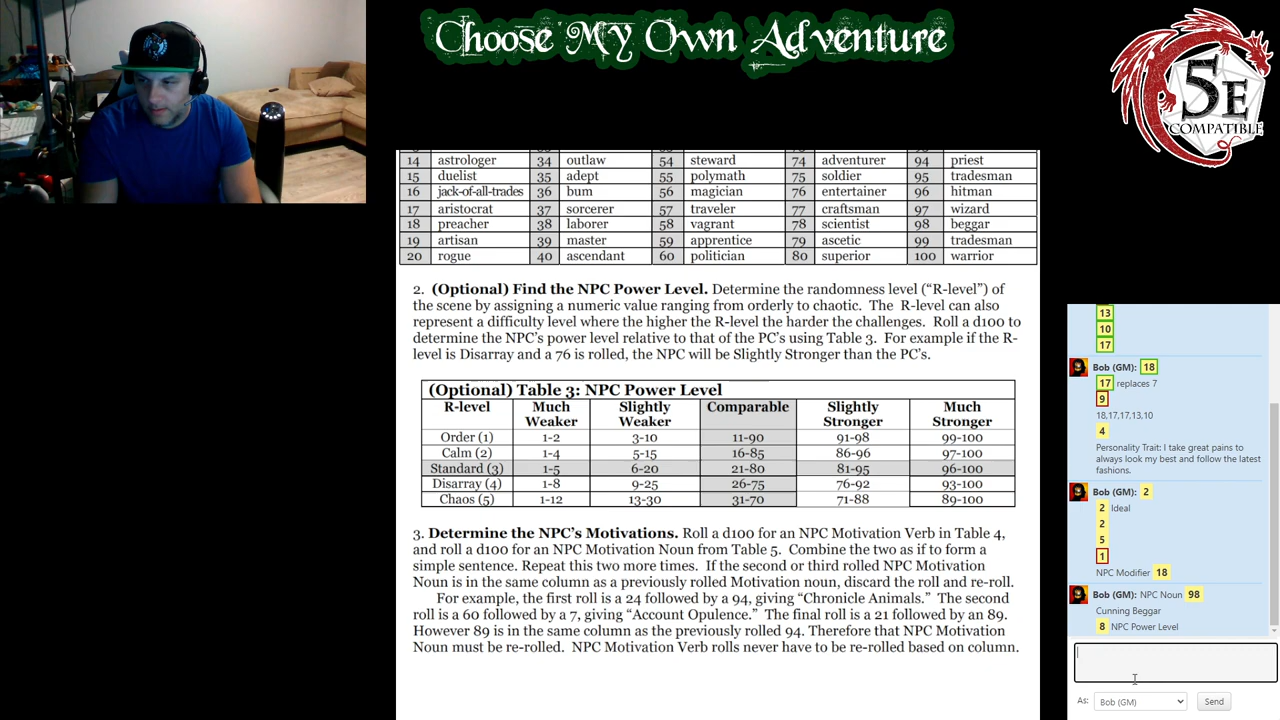 Choose My Own Adventure
5E
COMPATIBLE
14 astrologer 34 outlaw 54 steward 74 adventurer 94 priest
15 duelist 35 adept 55 polymath 75 soldier 95 tradesman
16 jack-of-all-trades 36 bum 56 magician 76 entertainer 96 hitman
17 aristocrat 37 sorcerer 57 traveler 77 craftsman 97 wizard
18 preacher 38 laborer 58 vagrant 78 scientist 98 beggar
19 artisan 39 master 59 apprentice 79 ascetic 99 tradesman
20 rogue 40 ascendant 60 politician 80 superior 100 warrior
2. (Optional) Find the NPC Power Level. Determine the randomness level (“R-level”) of
the scene by assigning a numeric value ranging from orderly to chaotic. The R-level can also
represent a difficulty level where the higher the R-level the harder the challenges. Roll a d100 to
determine the NPC’s power level relative to that of the PC’s using Table 3. For example if the R-
level is Disarray and a 76 is rolled, the NPC will be Slightly Stronger than the PC’s.
(Optional) Table 3: NPC Power Level
R-level Much Slightly Comparable Slightly Much
Weaker Weaker Stronger Stronger
Order (1) 1-2 3-10 11-90 91-98 99-100
Calm (2) 1-4 5-15 16-85 86-96 97-100
Standard (3) 1-5 6-20 21-80 81-95 96-100
Disarray (4) 1-8 9-25 26-75 76-92 93-100
Chaos (5) 1-12 13-30 31-70 71-88 89-100
3. Determine the NPC’s Motivations. Roll a d100 for an NPC Motivation Verb in Table 4,
and roll a d100 for an NPC Motivation Noun from Table 5. Combine the two as if to form a
simple sentence. Repeat this two more times. If the second or third rolled NPC Motivation
Noun is in the same column as a previously rolled Motivation noun, discard the roll and re-roll.
For example, the first roll is a 24 followed by a 94, giving “Chronicle Animals.” The second
roll is a 60 followed by a 7, giving “Account Opulence.” The final roll is a 21 followed by an 89.
However 89 is in the same column as the previously rolled 94. Therefore that NPC Motivation
Noun must be re-rolled. NPC Motivation Verb rolls never have to be re-rolled based on column.
13
10
17
Bob (GM): 18
17 replaces 7
9
18,17,17,13,10
4
Personality Trait: I take great pains to
always look my best and follow the latest
fashions.
Bob (GM): 2
2 Ideal
2
5
1
NPC Modifier 18
Bob (GM): NPC Noun 98
Cunning Beggar
8 NPC Power Level
As: Bob (GM) Send